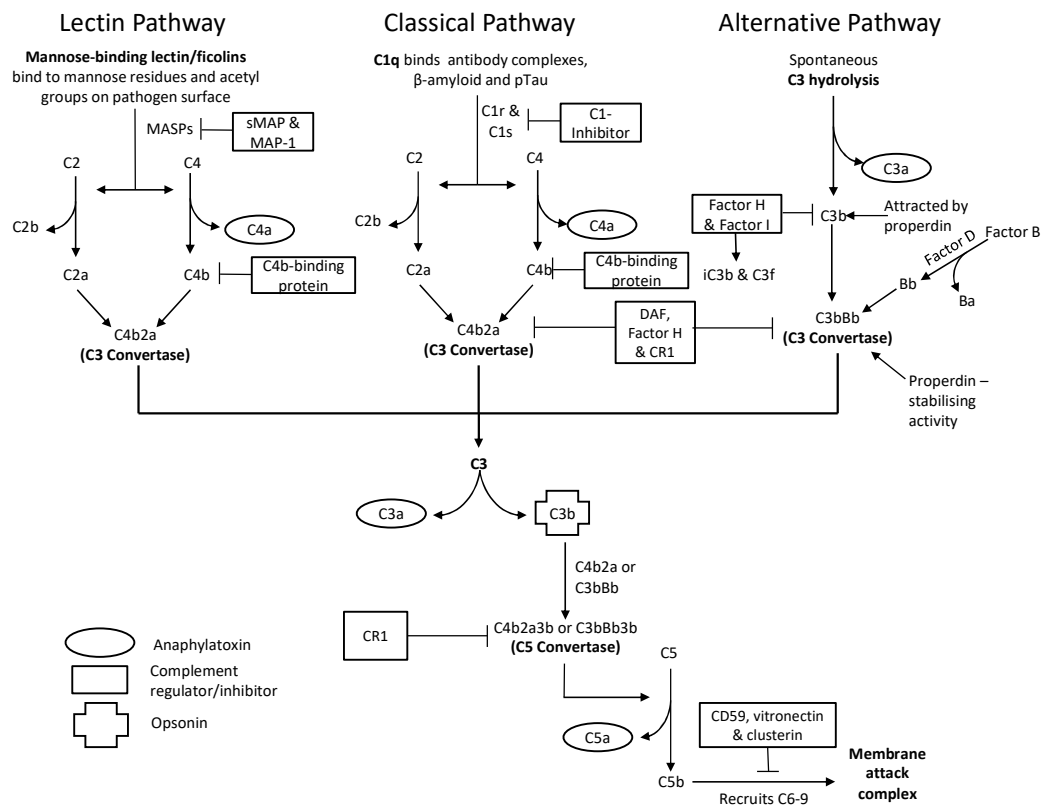 Lectin Pathway
Classical Pathway
Alternative Pathway
Mannose-binding lectin/ficolins
bind to mannose residues and acetyl
groups on pathogen surface
C1q binds antibody complexes,
β-amyloid and pTau
Spontaneous
C3 hydrolysis
MASPs
sMAP &
MAP-1
C1r &
C1s
C1-
Inhibitor
C2
C4
C2
C4
C3a
C2b
C4a
C2b
C4a
Factor H
& Factor I
C3b
Attracted by
properdin
Factor D
Factor B
C2a
C4b
C4b-binding
protein
C2a
C4b
C4b-binding
protein
iC3b & C3f
Bb
Ba
C4b2a
(C3 Convertase)
C4b2a
(C3 Convertase)
DAF,
Factor H
& CR1
C3bBb
(C3 Convertase)
Properdin –
stabilising
activity
C3
C3a
C3b
C4b2a or
C3bBb
CR1
C4b2a3b or C3bBb3b
(C5 Convertase)
C5
C5a
CD59, vitronectin
& clusterin
C5b
Recruits C6-9
Membrane
attack
complex
Anaphylatoxin
Complement
regulator/inhibitor
Opsonin